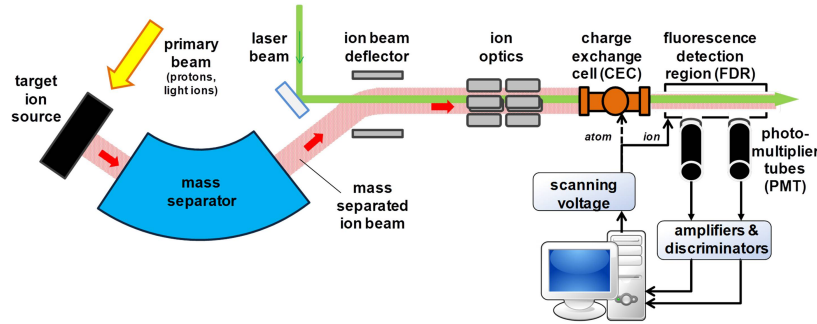 primary
beam
(protons,
light ions)
target
ion
source
mass
separator
mass
separated
ion beam
laser
beam
ion beam
deflector
ion
optics
charge
exchange
cell (CEC)
fluorescence
detection
region (FDR)
atom
ion
photo-
multiplier
tubes
(PMT)
scanning
voltage
amplifiers &
discriminators